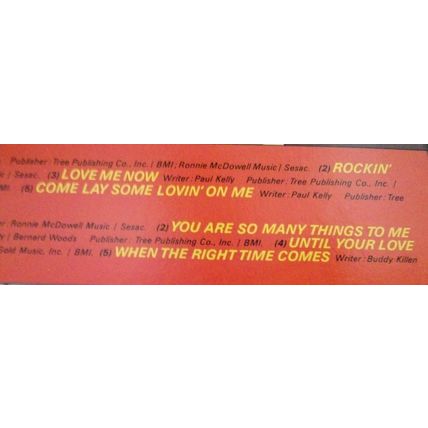 Publisher: Tree Publishing Co., Inc. / BMI; Ronnie McDowell Music / Sesac. (2) ROCKIN'
/ Sesac. (3) LOVE ME NOW Writer: Paul Kelly Publisher: Tree Publishing Co., Inc. /
BMI. (5) COME LAY SOME LOVIN' ON ME Writer: Paul Kelly Publisher: Tree
er: Ronnie McDowell Music / Sesac. (2) YOU ARE SO MANY THINGS TO ME
y / Bernard Woods Publisher: Tree Publishing Co., Inc. / BMI. (4) UNTIL YOUR LOVE
Gold Music, Inc. / BMI. (5) WHEN THE RIGHT TIME COMES Writer: Buddy Killen